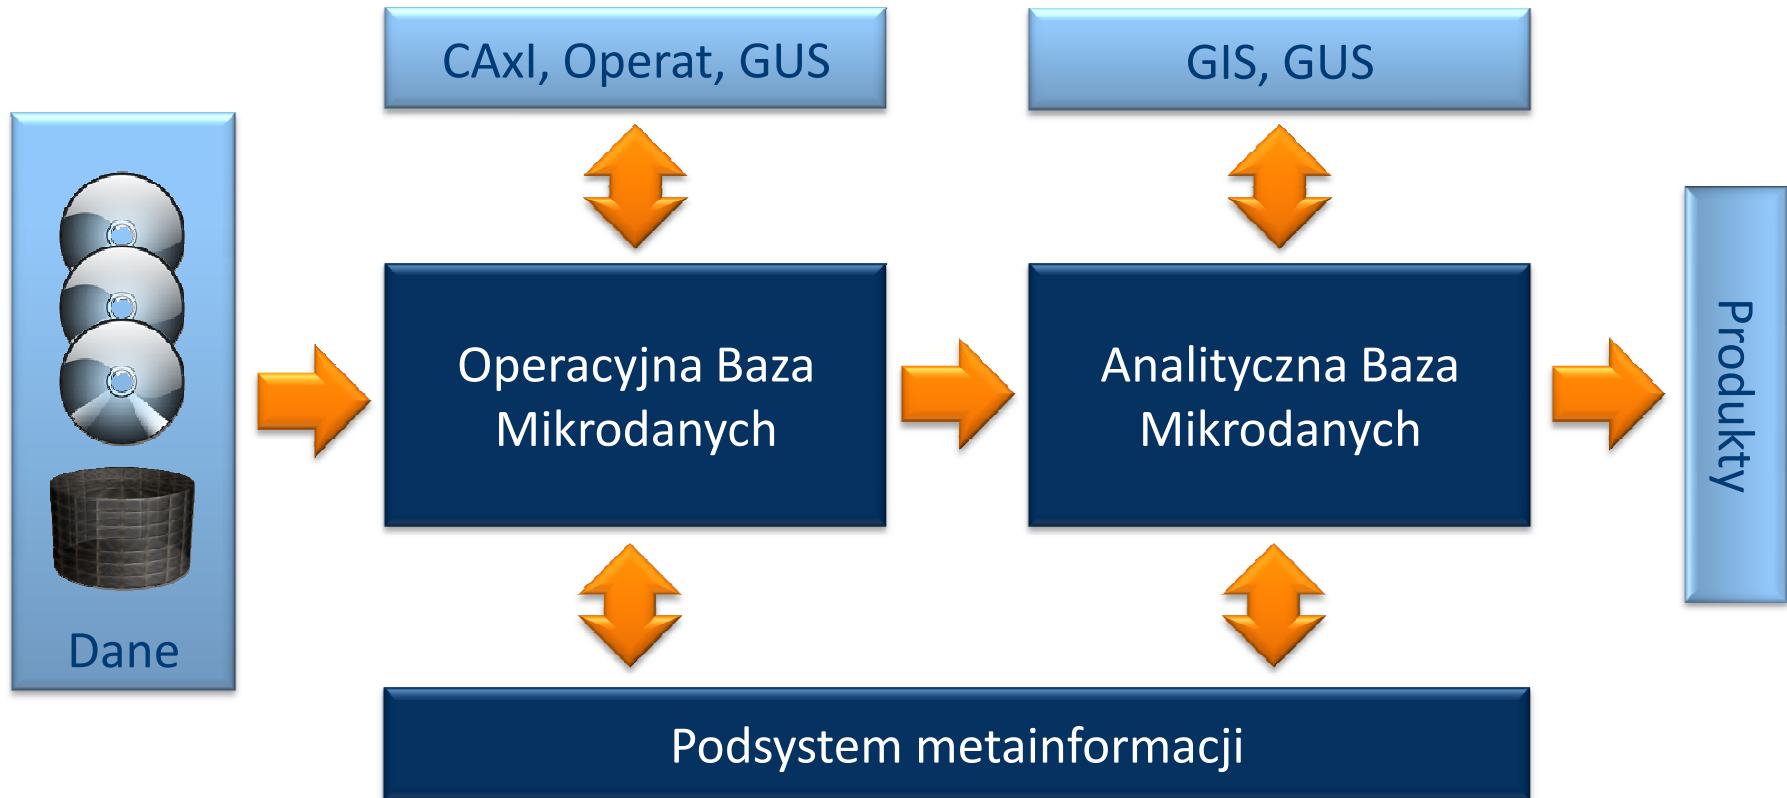 CAxI, Operat, GUS
GIS, GUS
Dane
Operacyjna Baza
Mikrodanych
Analityczna Baza
Mikrodanych
Produkty
Podsystem metainformacji